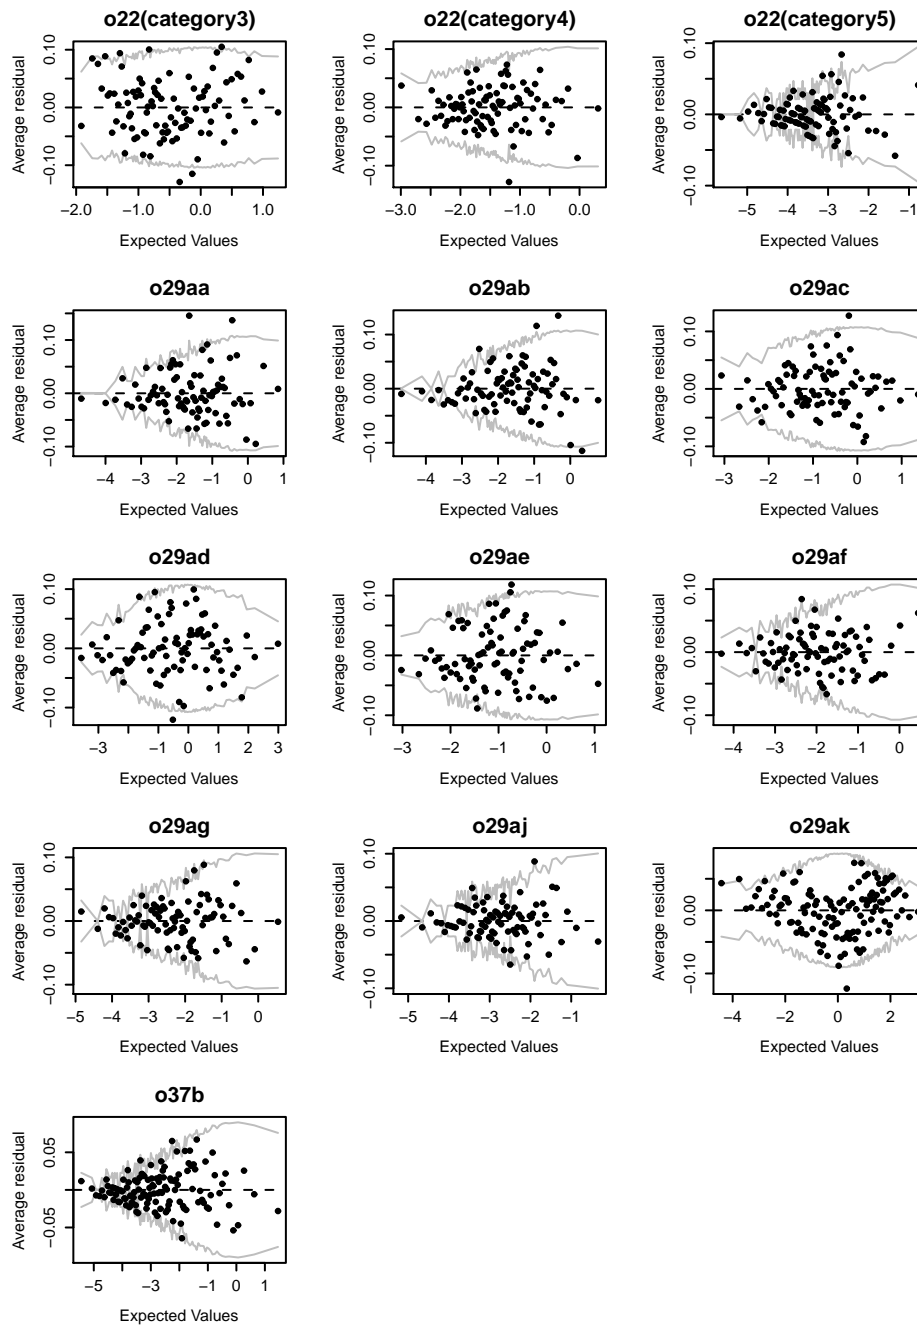 o22(category3) o22(category4) o22(category5)
Average residual
−0.10 0.00 0.10
−2.0 −1.0 0.0 1.0
Expected Values
Average residual
−0.10 0.00 0.10
−3.0 −2.0 −1.0 0.0
Expected Values
Average residual
−0.10 0.00 0.10
−5 −4 −3 −2 −1
Expected Values
o29aa o29ab o29ac
Average residual
−0.10 0.00 0.10
−4 −3 −2 −1 0 1
Expected Values
Average residual
−0.10 0.00 0.10
−4 −3 −2 −1 0
Expected Values
Average residual
−0.10 0.00 0.10
−3 −2 −1 0 1
Expected Values
o29ad o29ae o29af
Average residual
−0.10 0.00 0.10
−3 −2 −1 0 1 2 3
Expected Values
Average residual
−0.10 0.00 0.10
−3 −2 −1 0 1
Expected Values
Average residual
−0.10 0.00 0.10
−4 −3 −2 −1 0
Expected Values
o29ag o29aj o29ak
Average residual
−0.10 0.00 0.10
−5 −4 −3 −2 −1 0
Expected Values
Average residual
−0.10 0.00 0.10
−5 −4 −3 −2 −1
Expected Values
Average residual
−0.10 0.00
−4 −2 0 2
Expected Values
o37b
Average residual
−0.05 0.05
−5 −3 −1 0 1
Expected Values